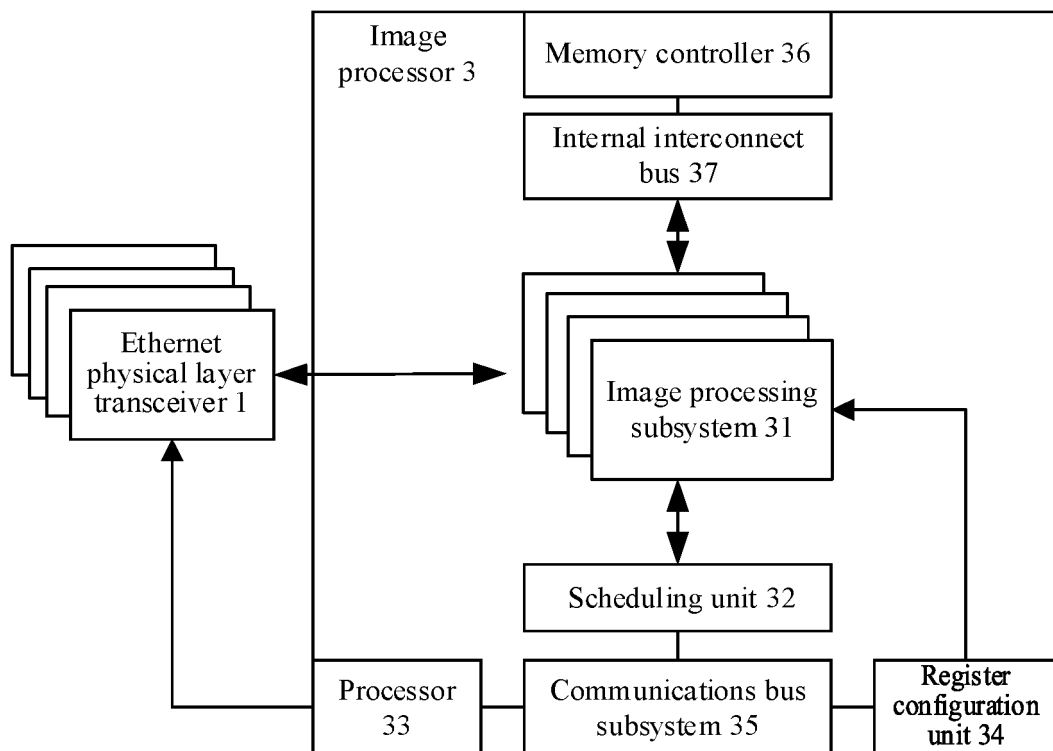 Image
processor 3
Memory controller 36
Internal interconnect
bus 37
Ethernet
physical layer
transceiver 1
Image processing
subsystem 31
Scheduling unit 32
Processor
33
Communications bus
subsystem 35
Register
configuration
unit 34